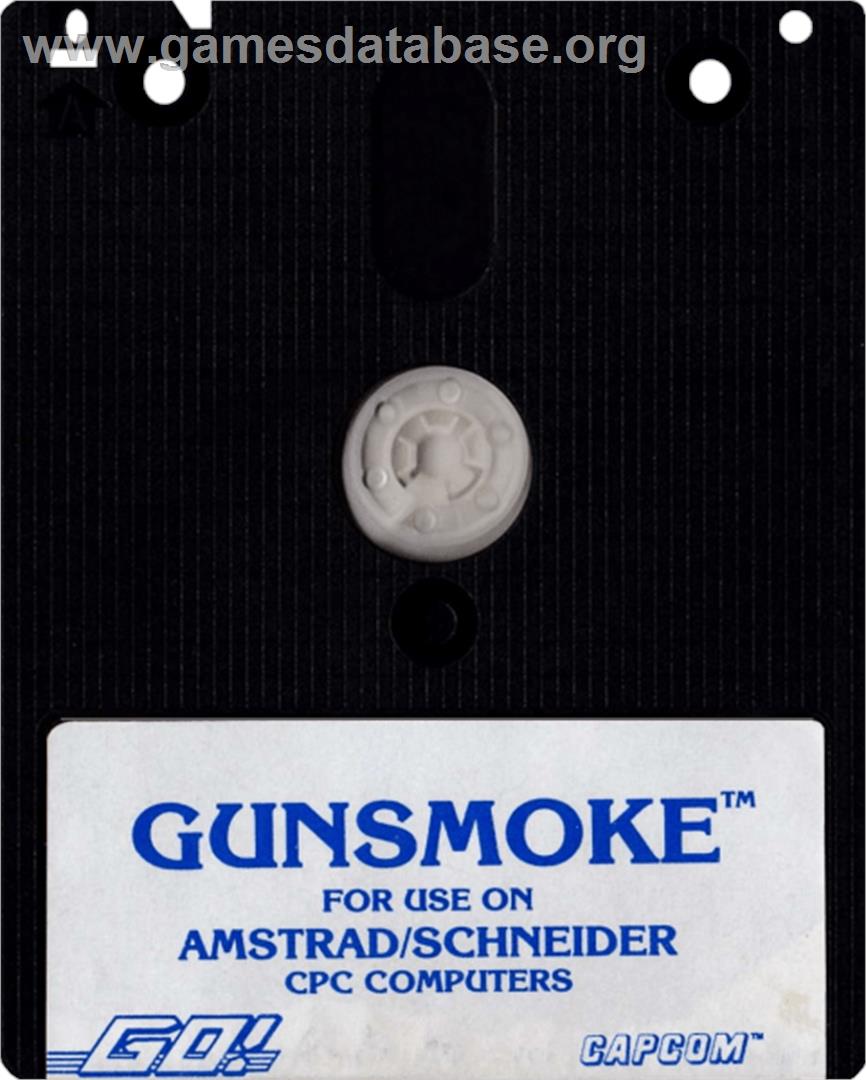 www.gamesdatabase.org
GUNSMOKE™
FOR USE ON
AMSTRAD/SCHNEIDER
CPC COMPUTERS
GO! CAPCOM™